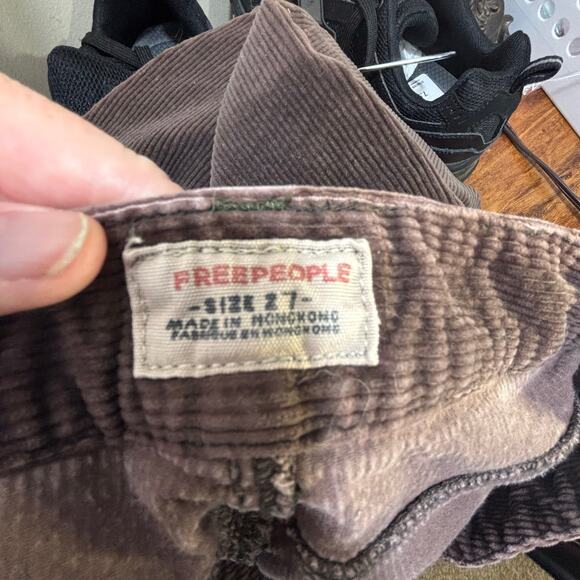 FREEPEOPLE
-SIZE 27-
MADE IN HONGKONG
FABRIQUE EN HONGKONG